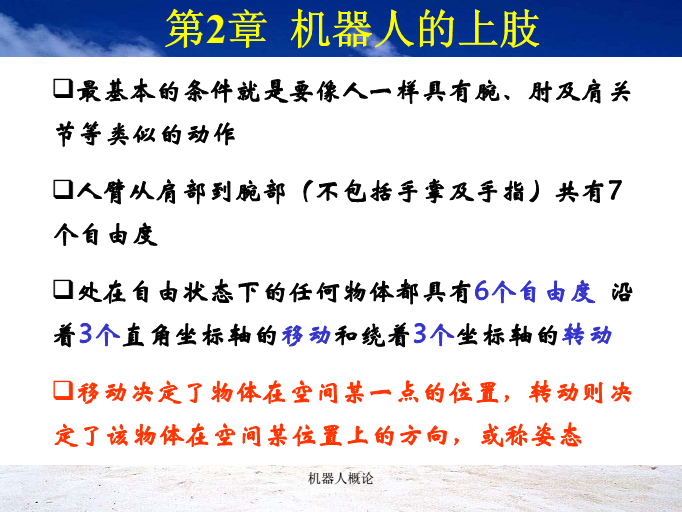 第2章 机器人的上肢
❑最基本的条件就是要像人一样具有腕、肘及肩关
节等类似的动作
❑人臂从肩部到腕部（不包括手掌及手指）共有7
个自由度
❑处在自由状态下的任何物体都具有6个自由度 沿
着3个直角坐标轴的移动和绕着3个坐标轴的转动
❑移动决定了物体在空间某一点的位置，转动则决
定了该物体在空间某位置上的方向，或称姿态
机器人概论